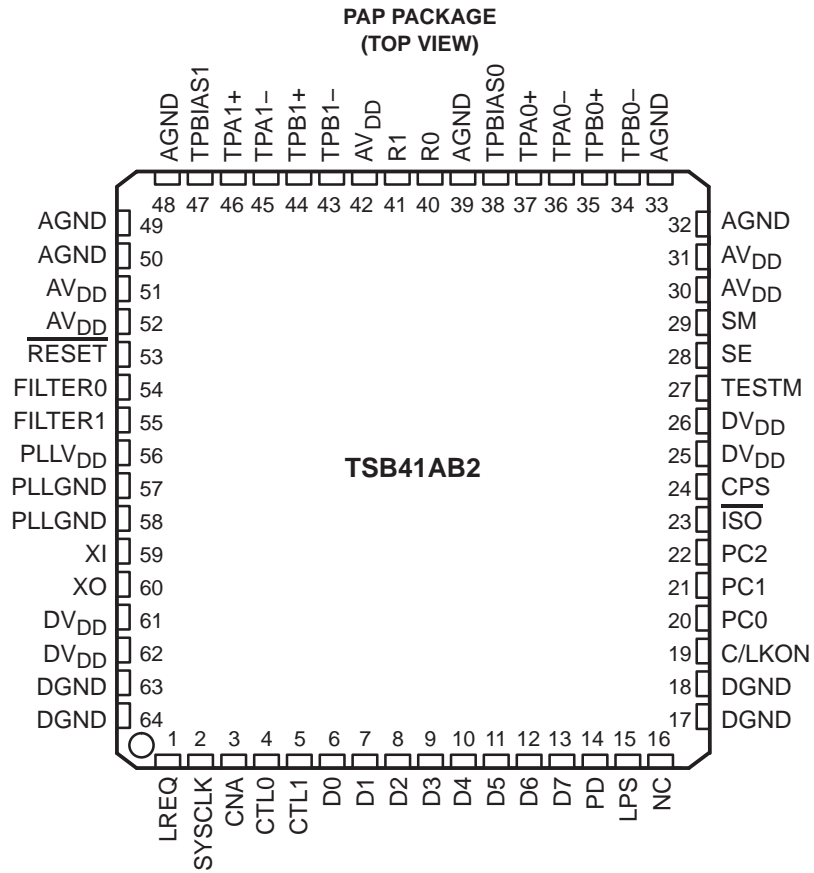 PAP PACKAGE
(TOP VIEW)
AGND
TPBIAS1
TPA1+
TPA1–
TPB1+
TPB1–
AVDD
R1
R0
AGND
TPBIAS0
TPA0+
TPA0–
TPB0+
TPB0–
AGND
48 47 46 45 44 43 42 41 40 39 38 37 36 35 34 33
AGND 49
AGND 50
AVDD 51
AVDD 52
RESET 53
FILTER0 54
FILTER1 55
PLLVDD 56
PLLGND 57
PLLGND 58
XI 59
XO 60
DVDD 61
DVDD 62
DGND 63
DGND 64
TSB41AB2
32 AGND
31 AVDD
30 AVDD
29 SM
28 SE
27 TESTM
26 DVDD
25 DVDD
24 CPS
23 ISO
22 PC2
21 PC1
20 PC0
19 C/LKON
18 DGND
17 DGND
1 2 3 4 5 6 7 8 9 10 11 12 13 14 15 16
LREQ
SYSCLK
CNA
CTL0
CTL1
D0
D1
D2
D3
D4
D5
D6
D7
PD
LPS
NC